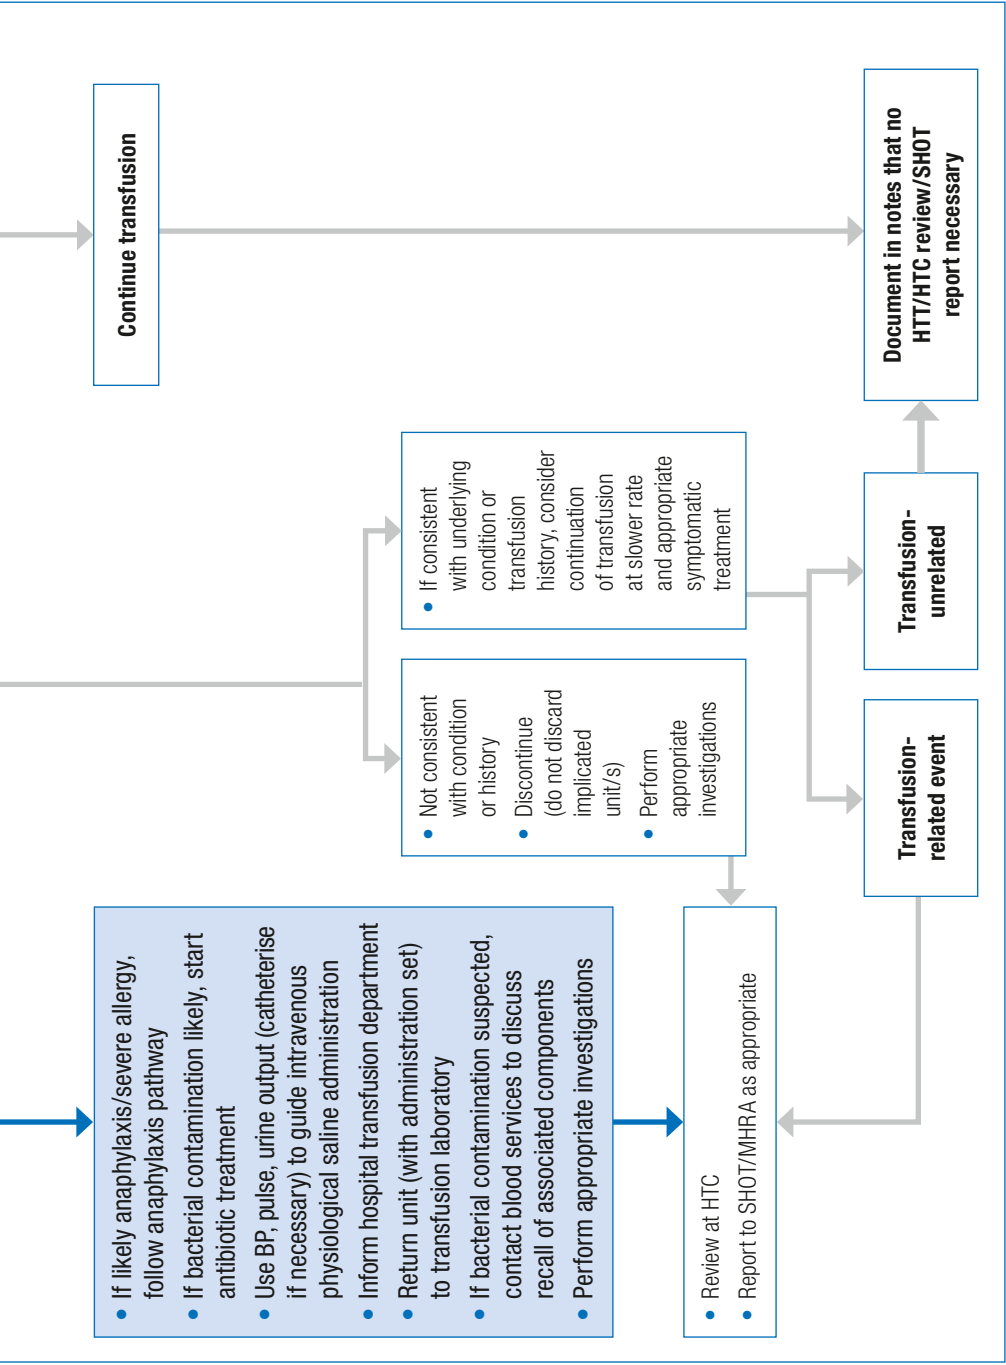 • If likely anaphylaxis/severe allergy,
follow anaphylaxis pathway
• If bacterial contamination likely, start
antibiotic treatment
• Use BP, pulse, urine output (catheterise
if necessary) to guide intravenous
physiological saline administration
• Inform hospital transfusion department
• Return unit (with administration set)
to transfusion laboratory
• If bacterial contamination suspected,
contact blood services to discuss
recall of associated components
• Perform appropriate investigations
• Not consistent
with condition
or history
• Discontinue
(do not discard
implicated
unit/s)
• Perform
appropriate
investigations
• If consistent
with underlying
condition or
transfusion
history, consider
continuation
of transfusion
at slower rate
and appropriate
symptomatic
treatment
Continue transfusion
• Review at HTC
• Report to SHOT/MHRA as appropriate
Transfusion-
related event
Transfusion-
unrelated
Document in notes that no
HTT/HTC review/SHOT
report necessary